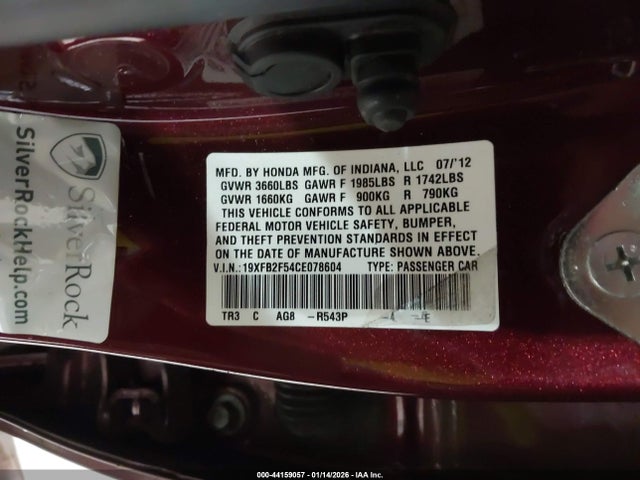 MFD. BY HONDA MFG. OF INDIANA, LLC 07/'12
GVWR 3660LBS GAWR F 1985LBS R 1742LBS
GVWR 1660KG GAWR F 900KG R 790KG
THIS VEHICLE CONFORMS TO ALL APPLICABLE
FEDERAL MOTOR VEHICLE SAFETY, BUMPER,
AND THEFT PREVENTION STANDARDS IN EFFECT
ON THE DATE OF MANUFACTURE SHOWN ABOVE.
V.I.N.: 19XFB2F54CE078604 TYPE: PASSENGER CAR
TR3 C AG8 -R543P
SilverRock
SilverRockHelp.com
000-44159057 - 01/14/2026 - IAA Inc.